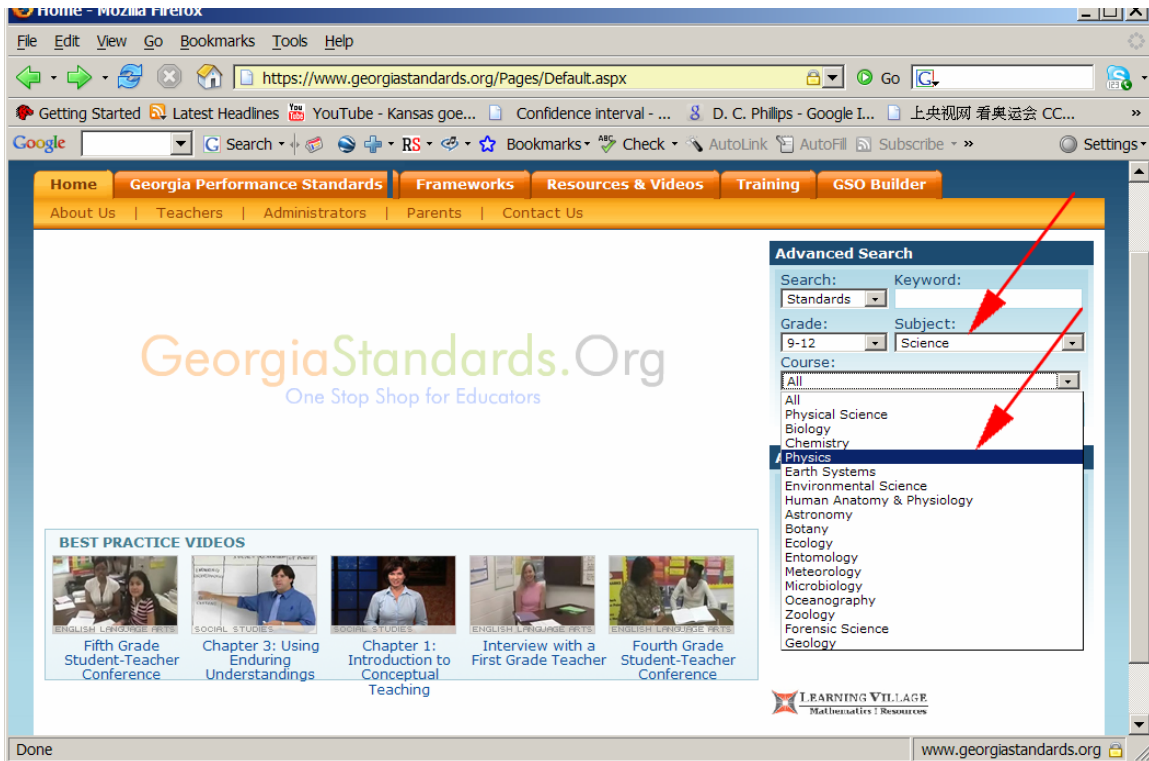 Home - Mozilla Firefox
File Edit View Go Bookmarks Tools Help
https://www.georgiastandards.org/Pages/Default.aspx Go G
Getting Started Latest Headlines YouTube - Kansas goe... Confidence interval - ... D. C. Phillips - Google I... 上央视网 看奥运会 CC... »
Google G Search RS Bookmarks Check AutoLink AutoFill Subscribe » Settings
Home Georgia Performance Standards Frameworks Resources & Videos Training GSO Builder
About Us | Teachers | Administrators | Parents | Contact Us
Advanced Search
Search: Keyword:
Standards
Grade: Subject:
9-12 Science
Course:
All
All
Physical Science
Biology
Chemistry
Physics
Earth Systems
Environmental Science
Human Anatomy & Physiology
Astronomy
Botany
Ecology
Entomology
Meteorology
Microbiology
Oceanography
Zoology
Forensic Science
Geology
GeorgiaStandards.Org
One Stop Shop for Educators
BEST PRACTICE VIDEOS
ENGLISH LANGUAGE ARTS SOCIAL STUDIES SOCIAL STUDIES ENGLISH LANGUAGE ARTS ENGLISH LANGUAGE ARTS
Fifth Grade Chapter 3: Using Chapter 1: Interview with a Fourth Grade
Student-Teacher Enduring Introduction to First Grade Teacher Student-Teacher
Conference Understandings Conceptual Conference
Teaching
LEARNING VILLAGE
Mathematics | Resources
Done www.georgiastandards.org